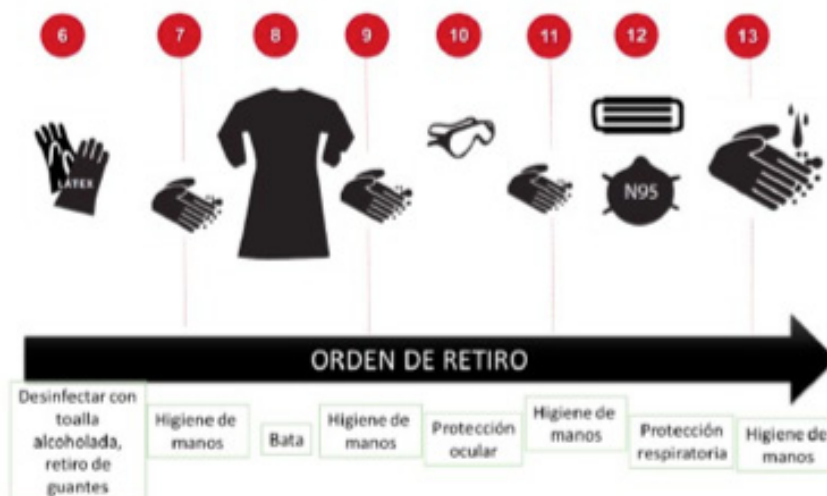 6 7 8 9 10 11 12 13
LATEX
N95
ORDEN DE RETIRO
Desinfectar con
toalla
alcoholada,
retiro de
guantes
Higiene de
manos
Bata
Higiene de
manos
Protección
ocular
Higiene de
manos
Protección
respiratoria
Higiene de
manos